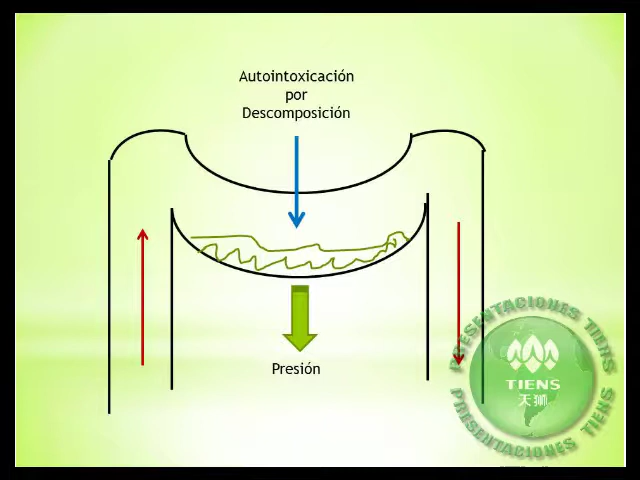 Autointoxicación
por
Descomposición
Presión
PRESENTACIONES TIENS
TIENS
天狮
PRESENTACIONES TIENS